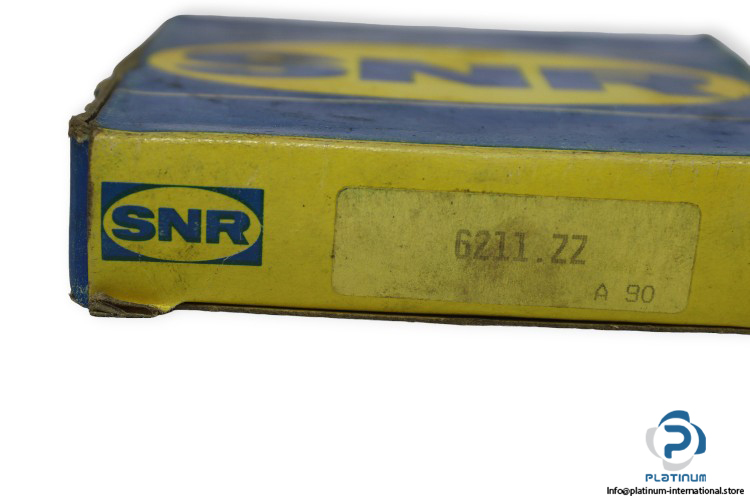 SNR
SNR
6211.ZZ
A 90
PLATINUM
Info@platinum-international.store